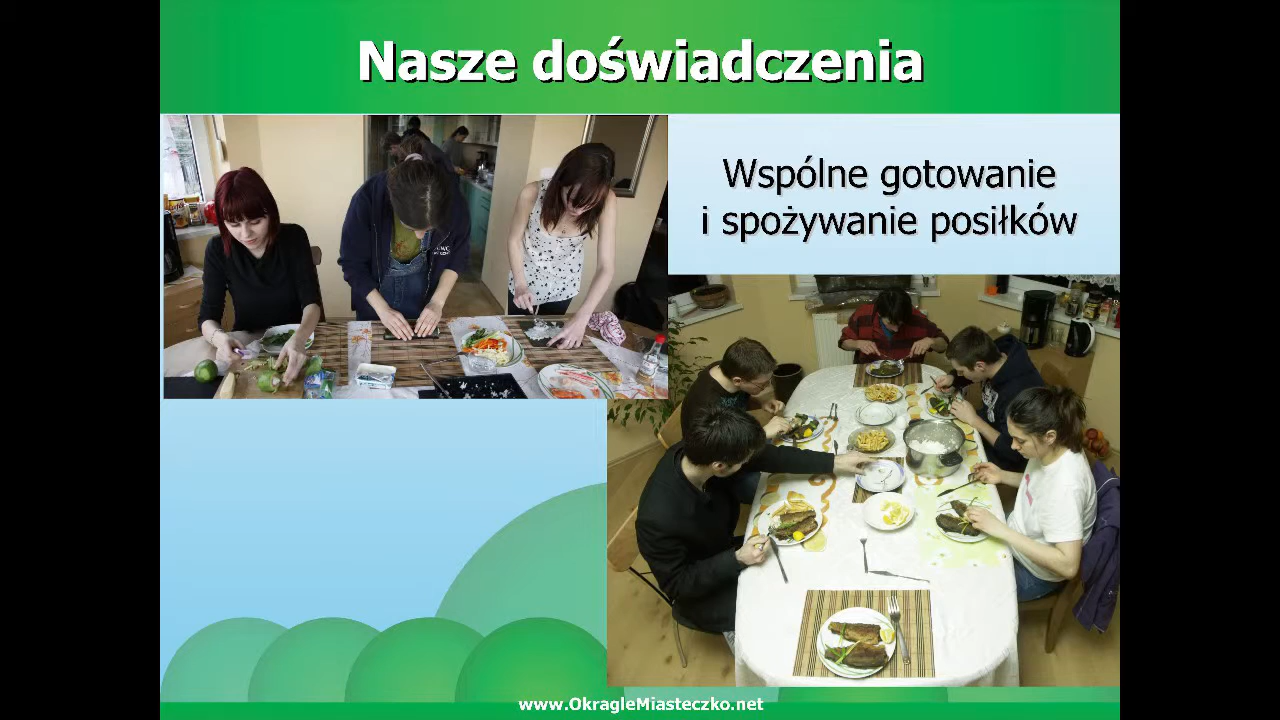 Nasze doświadczenia
Wspólne gotowanie
i spożywanie posiłków
www.OkragleMiasteczko.net